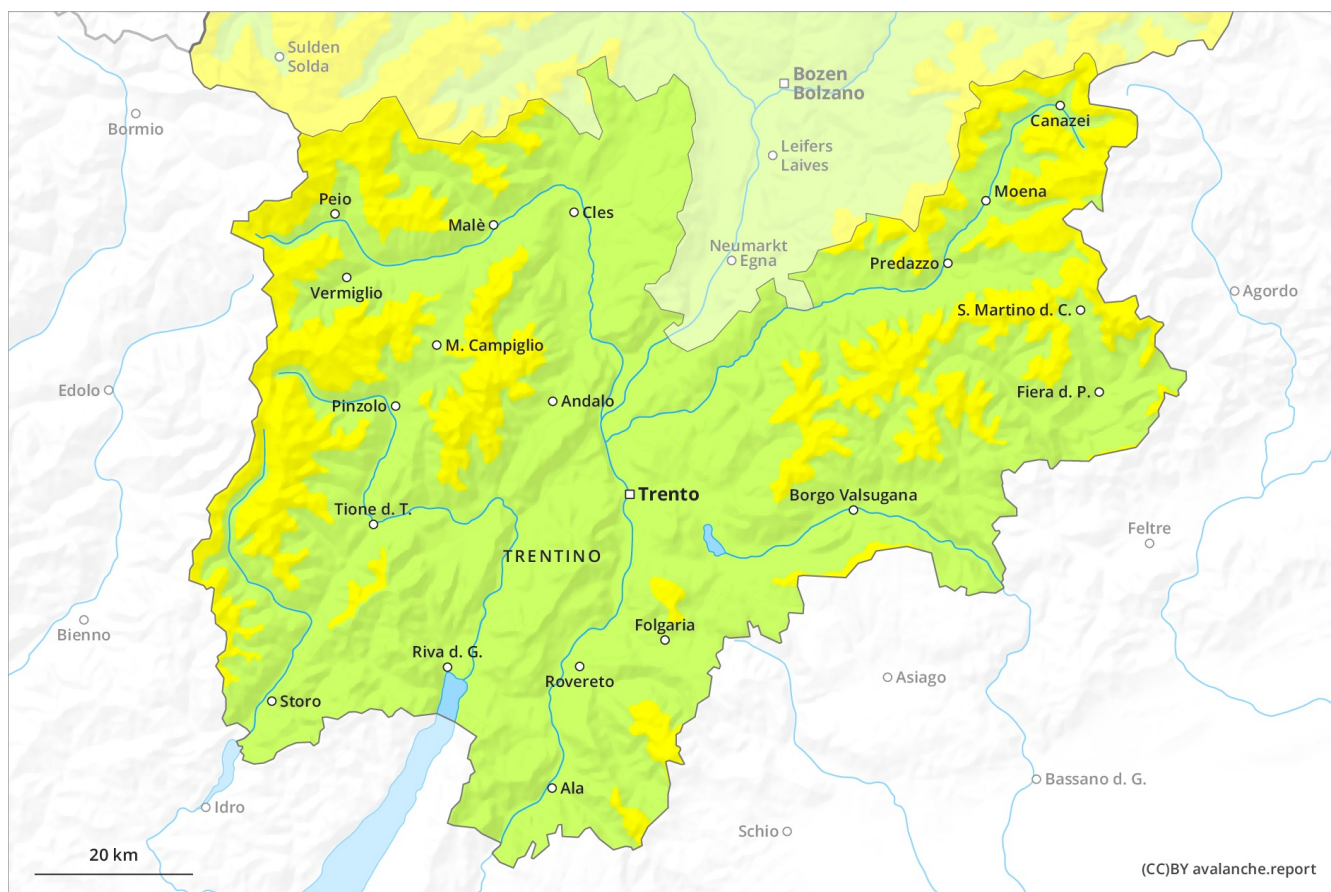 Sulden
Solda
Bozen
Bolzano
Bormio
Canazei
Leifers
Laives
Peio
Moena
Malè
Cles
Neumarkt
Egna
Predazzo
Vermiglio
Agordo
S. Martino d. C.
M. Campiglio
Edolo
Fiera d. P.
Andalo
Pinzolo
Trento
Borgo Valsugana
Tione d. T.
Feltre
TRENTINO
Bienno
Folgaria
Riva d. G.
Rovereto
Asiago
Storo
Bassano d. G.
Ala
Idro
Schio
20 km
(CC)BY avalanche.report